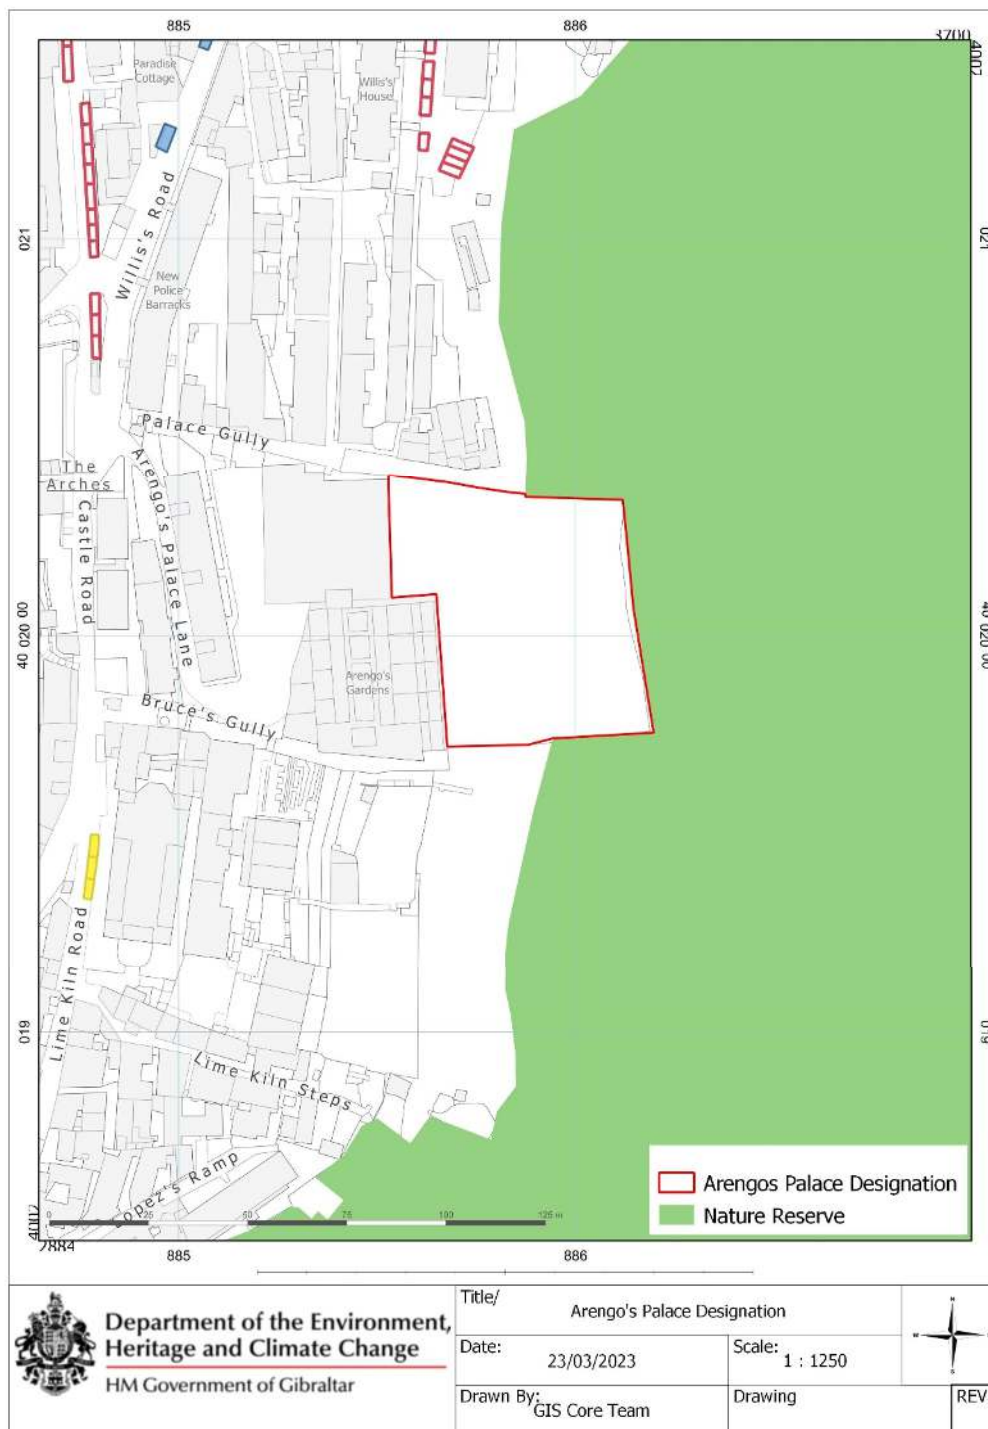 885
886
3700
4002
Paradise
Cottage
Willis's
House
Willis's Road
021
021
New
Police
Barracks
Palace Gully
The
Arches
Arengo's Palace Lane
Castle Road
40 020 00
40 020 00
Arengo's
Gardens
Bruce's Gully
Lime Kiln Road
019
019
Lime Kiln Steps
Lopez's Ramp
Arengos Palace Designation
Nature Reserve
0
25
50
75
100
125 m
885
886
Department of the Environment,
Heritage and Climate Change
HM Government of Gibraltar
Title/
Arengo's Palace Designation
Date:
23/03/2023
Scale:
1 : 1250
Drawn By:
GIS Core Team
Drawing
REV